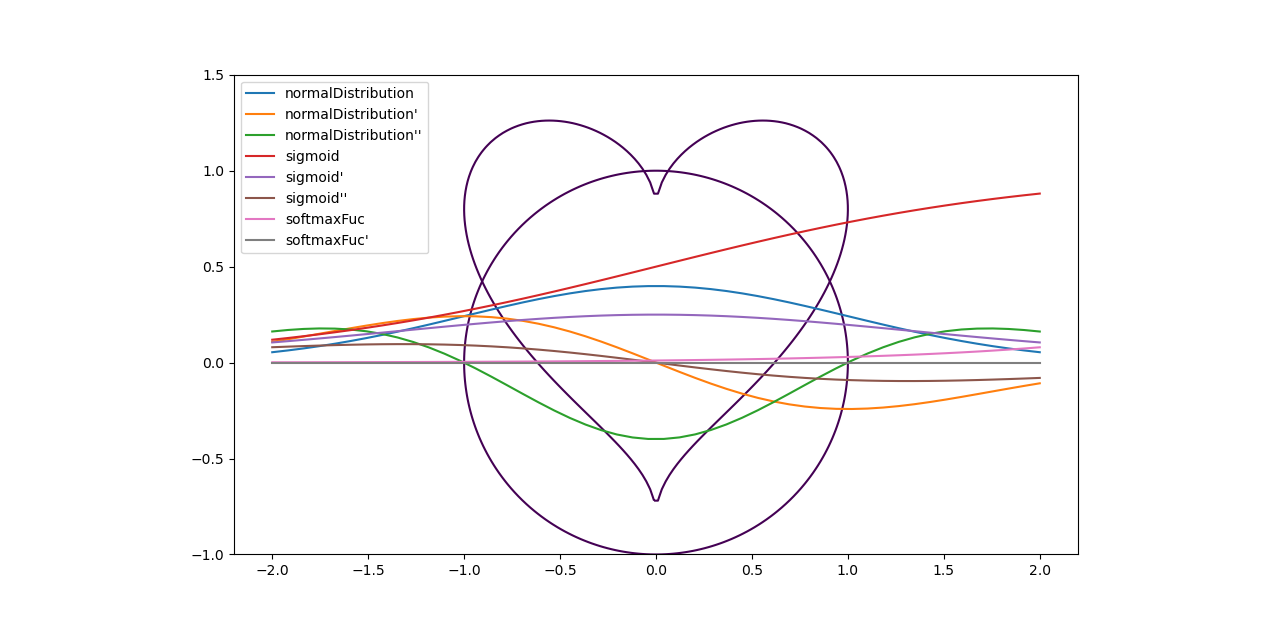 1.5
1.0
0.5
0.0
−0.5
−1.0
normalDistribution
normalDistribution'
normalDistribution''
sigmoid
sigmoid'
sigmoid''
softmaxFuc
softmaxFuc'
−2.0 −1.5 −1.0 −0.5 0.0 0.5 1.0 1.5 2.0